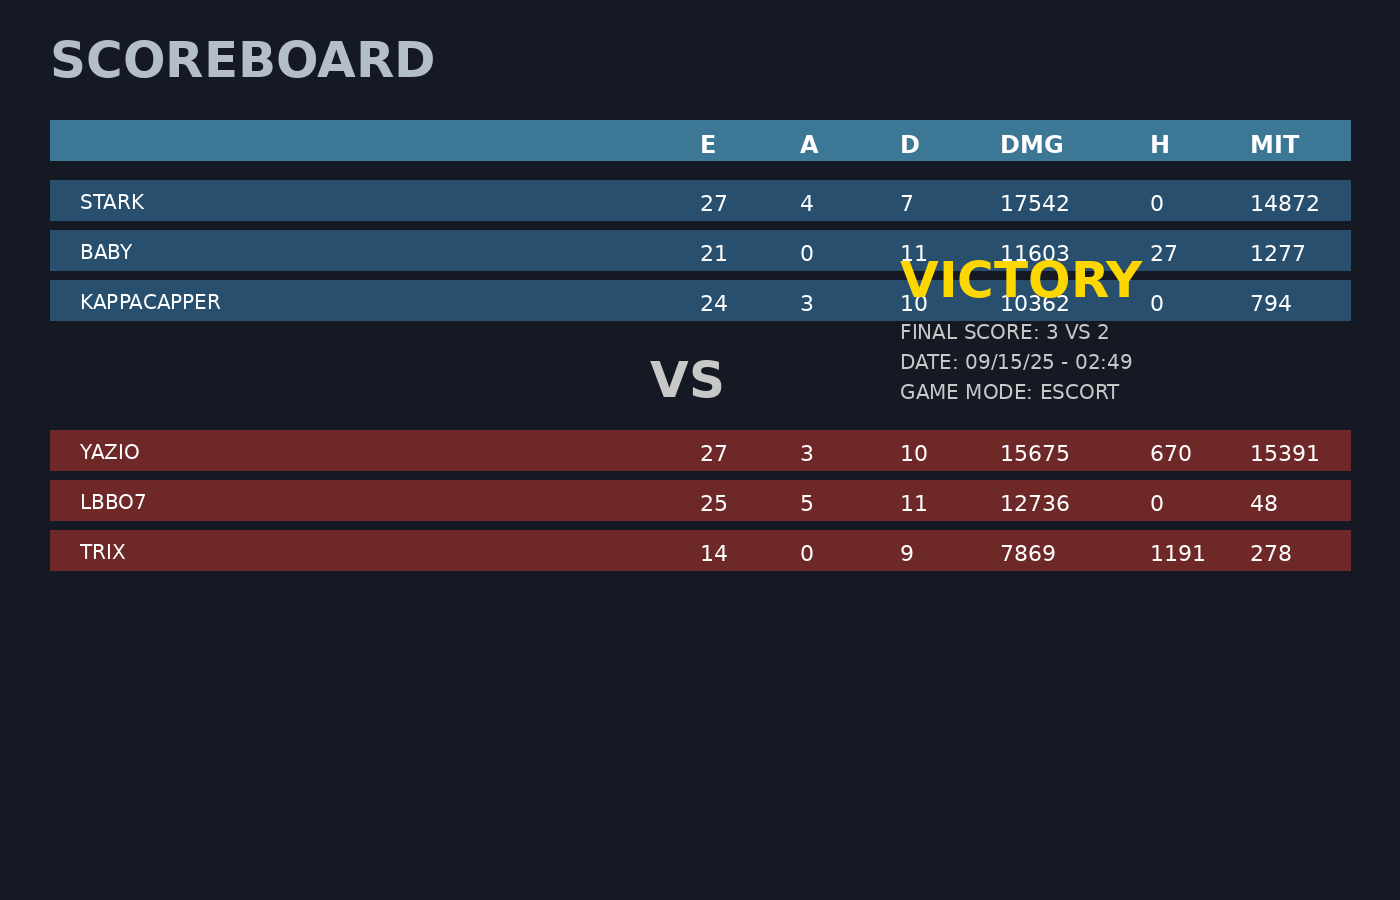 SCOREBOARD
E A D DMG H MIT
STARK 27 4 7 17542 0 14872
BABY 21 0 11 11603 27 1277
VICTORY
KAPPACAPPER 24 3 10 10362 0 794
FINAL SCORE: 3 VS 2
DATE: 09/15/25 - 02:49
VS
GAME MODE: ESCORT
YAZIO 27 3 10 15675 670 15391
LBBO7 25 5 11 12736 0 48
TRIX 14 0 9 7869 1191 278